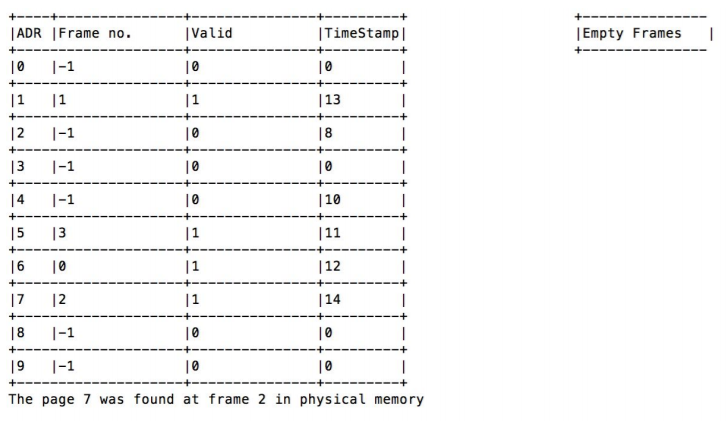 +----+---------------+---------------+---------+ +---------------
|ADR |Frame no. |Valid |TimeStamp| |Empty Frames |
+--------------------+---------------+---------+ +---------------
|0 |-1 |0 |0 |
+--------------------+---------------+---------+
|1 |1 |1 |13 |
+--------------------+---------------+---------+
|2 |-1 |0 |8 |
+--------------------+---------------+---------+
|3 |-1 |0 |0 |
+--------------------+---------------+---------+
|4 |-1 |0 |10 |
+--------------------+---------------+---------+
|5 |3 |1 |11 |
+--------------------+---------------+---------+
|6 |0 |1 |12 |
+--------------------+---------------+---------+
|7 |2 |1 |14 |
+--------------------+---------------+---------+
|8 |-1 |0 |0 |
+--------------------+---------------+---------+
|9 |-1 |0 |0 |
+--------------------+---------------+---------+
The page 7 was found at frame 2 in physical memory